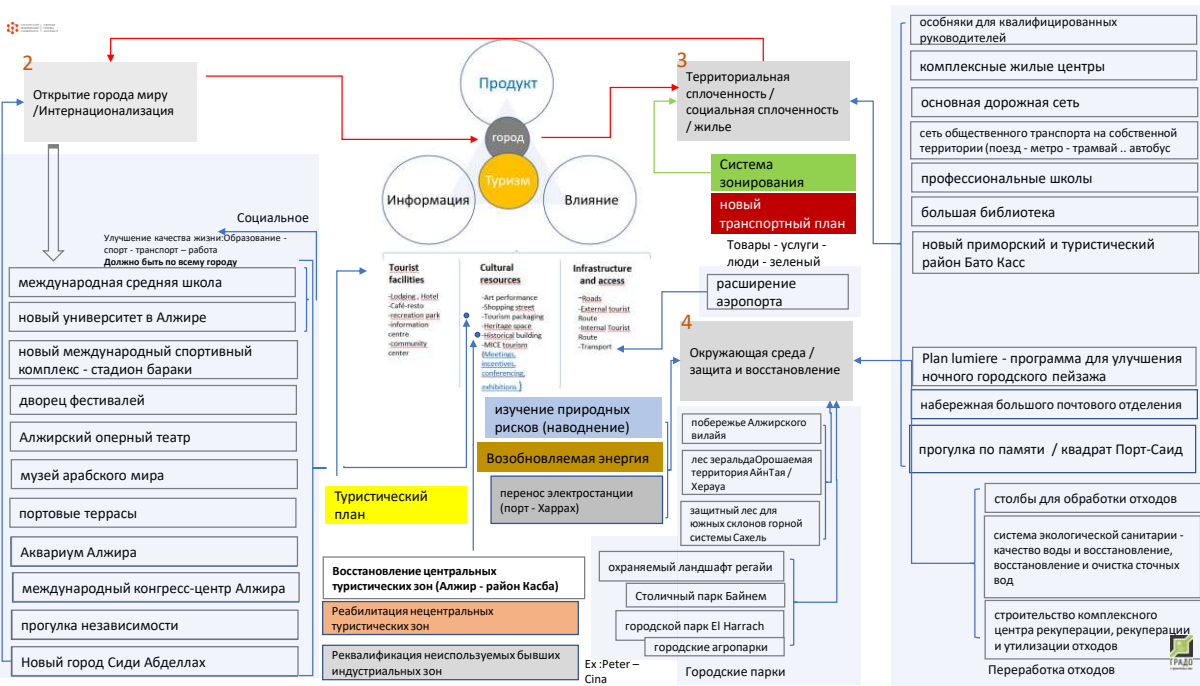 2
Открытие города миру
/Интернационализация
Социальное
Улучшение качества жизни:Образование -
спорт - транспорт – работа
Должно быть по всему городу
международная средняя школа
новый университет в Алжире
новый международный спортивный
комплекс - стадион бараки
дворец фестивалей
Алжирский оперный театр
музей арабского мира
портовые террасы
Аквариум Алжира
международный конгресс-центр Алжира
прогулка независимости
Новый город Сиди Абделлах
Продукт
город
Туризм
Информация
Влияние
Tourist
facilities
-Lodging , Hotel
-Café-resto
-recreation park
-information
centre
-community
center
Cultural
resources
-Art performance
-Shopping street
-Tourism packaging
-Heritage space
-Historical building
-MICE tourism
(Meetings,
incentives,
conferencing,
exhibitions )
Infrastructure
and access
-Roads
-External tourist
Route
-Internal Tourist
Route
-Transport
Туристический
план
изучение природных
рисков (наводнение)
Возобновляемая энергия
перенос электростанции
(порт - Харрах)
Восстановление центральных
туристических зон (Алжир - район Касба)
Реабилитация нецентральных
туристических зон
Реквалификация неиспользуемых бывших
индустриальных зон
Ex :Peter –
Cina
3
Территориальная
сплоченность /
социальная сплоченность
/ жилье
Система
зонирования
новый
транспортный план
Товары - услуги -
люди - зеленый
расширение
аэропорта
4
Окружающая среда /
защита и восстановление
побережье Алжирского
вилайя
лес зеральдаОрошаемая
территория АйнТая /
Херауа
защитный лес для
южных склонов горной
системы Сахель
охраняемый ландшафт регайи
Столичный парк Байнем
городской парк El Harrach
городские агропарки
Городские парки
особняки для квалифицированных
руководителей
комплексные жилые центры
основная дорожная сеть
сеть общественного транспорта на собственной
территории (поезд - метро - трамвай .. автобус
профессиональные школы
большая библиотека
новый приморский и туристический
район Бато Касс
Plan lumiere - программа для улучшения
ночного городского пейзажа
набережная большого почтового отделения
прогулка по памяти / квадрат Порт-Саид
столбы для обработки отходов
система экологической санитарии -
качество воды и восстановление,
восстановление и очистка сточных
вод
строительство комплексного
центра рекуперации, рекуперации
и утилизации отходов
Переработка отходов
ГРАДО